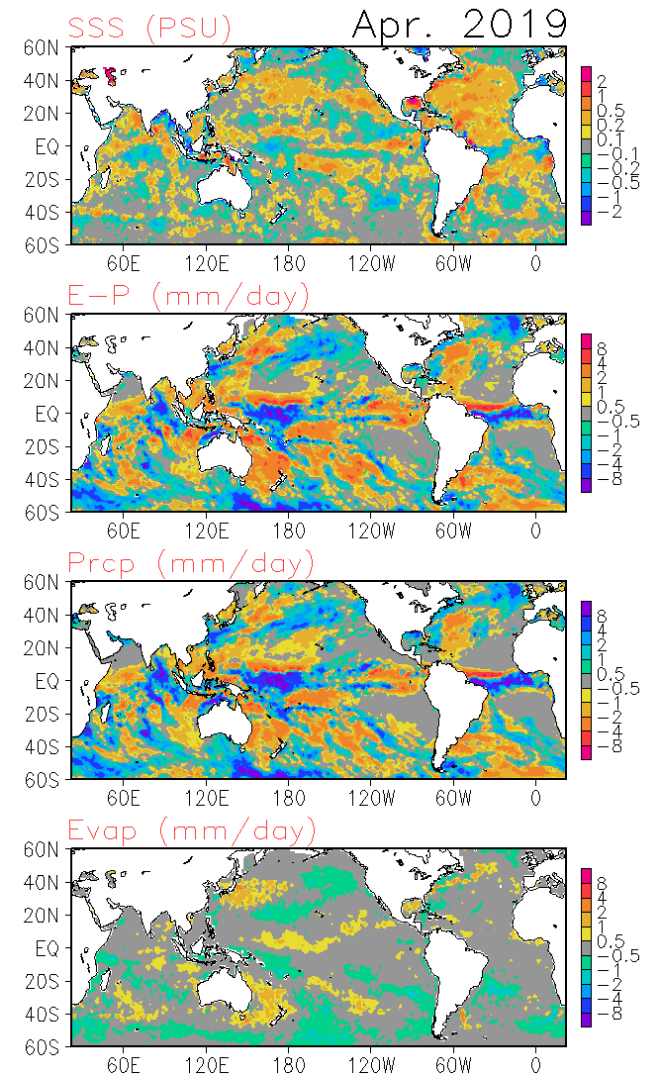 SSS (PSU) Apr. 2019
60N
40N
20N
EQ
20S
40S
60S
60E 120E 180 120W 60W 0
2
1
0.5
0.2
0.1
-0.1
-0.2
-0.5
-1
-2
E-P (mm/day)
60N
40N
20N
EQ
20S
40S
60S
60E 120E 180 120W 60W 0
8
4
2
1
0.5
-0.5
-1
-2
-4
-8
Prcp (mm/day)
60N
40N
20N
EQ
20S
40S
60S
60E 120E 180 120W 60W 0
8
4
2
1
0.5
-0.5
-1
-2
-4
-8
Evap (mm/day)
60N
40N
20N
EQ
20S
40S
60S
60E 120E 180 120W 60W 0
8
4
2
1
0.5
-0.5
-1
-2
-4
-8